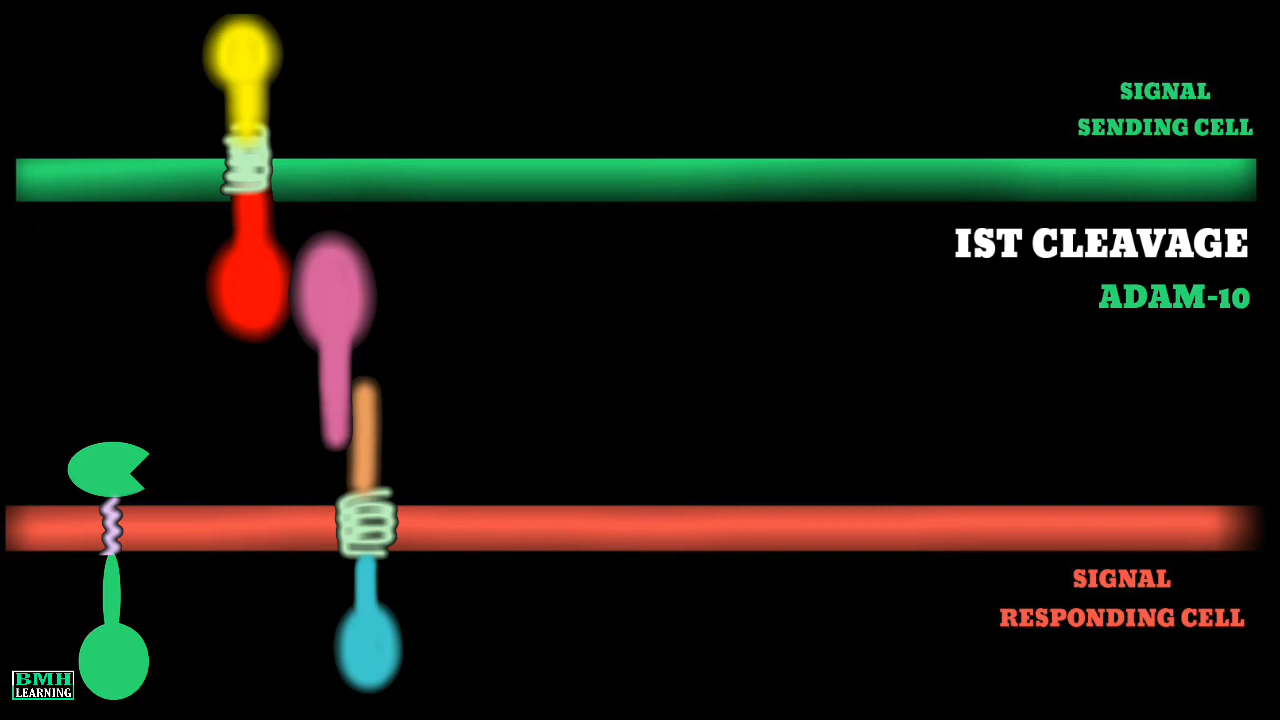 SIGNAL
SENDING CELL
IST CLEAVAGE
ADAM-10
SIGNAL
RESPONDING CELL
BMH
LEARNING